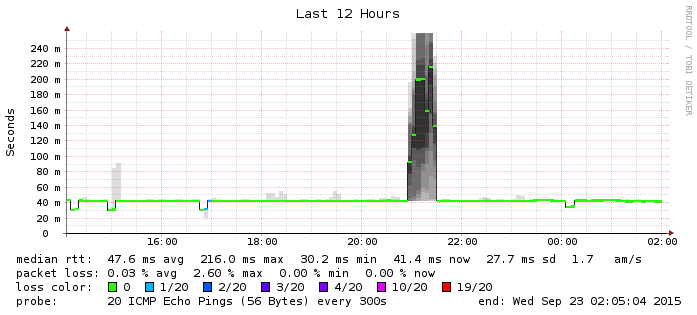 Last 12 Hours
RRDTOOL / TOBI OETIKER
Seconds
240 m
220 m
200 m
180 m
160 m
140 m
120 m
100 m
80 m
60 m
40 m
20 m
0
16:00 18:00 20:00 22:00 00:00 02:00
median rtt: 47.6 ms avg 216.0 ms max 30.2 ms min 41.4 ms now 27.7 ms sd 1.7 am/s
packet loss: 0.03 % avg 2.60 % max 0.00 % min 0.00 % now
loss color: 0 1/20 2/20 3/20 4/20 10/20 19/20
probe: 20 ICMP Echo Pings (56 Bytes) every 300s end: Wed Sep 23 02:05:04 2015